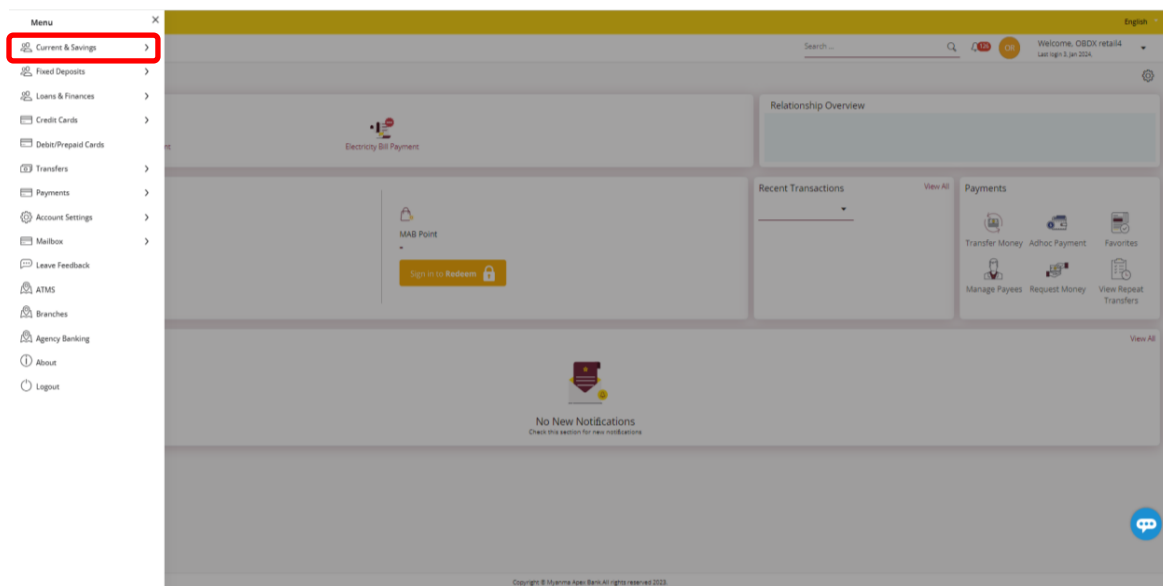 Menu
Current & Savings
Fixed Deposits
Loans & Finances
Credit Cards
Debit/Prepaid Cards
Transfers
Payments
Account Settings
Mailbox
Leave Feedback
ATMS
Branches
Agency Banking
About
Logout
English
Search ...
126
OR
Welcome, OBDX retail4
Last login 3 Jan 2024,
Electricity Bill Payment
Relationship Overview
MAB Point
-
Sign in to Redeem
Recent Transactions
View All
Payments
Transfer Money
Adhoc Payment
Favorites
Manage Payees
Request Money
View Repeat
Transfers
View All
No New Notifications
Check this section for new notifications
Copyright © Myanma Apex Bank All rights reserved 2023.